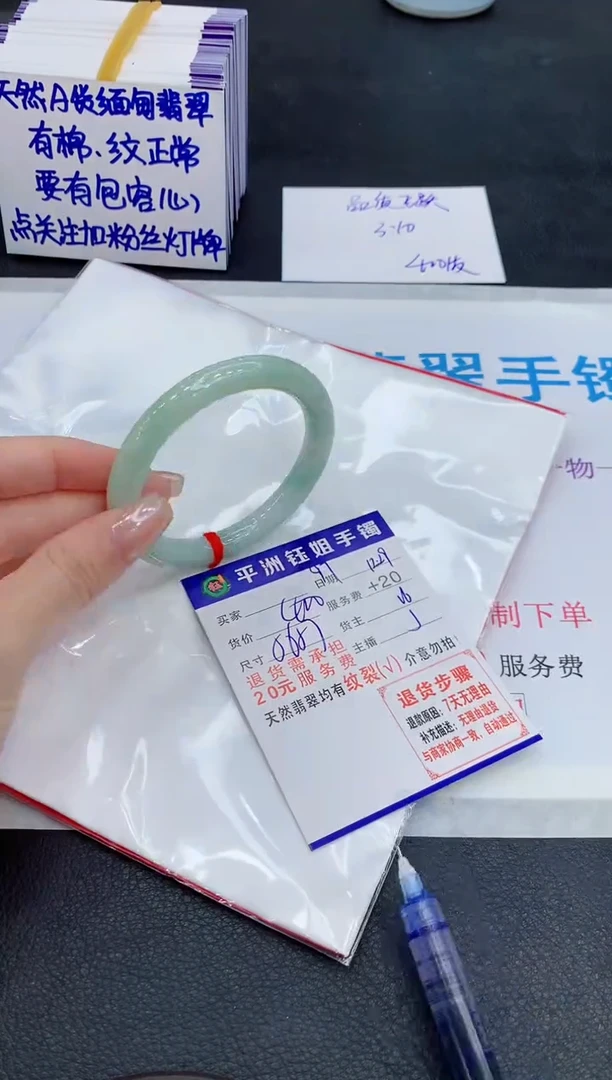 天然A货缅甸翡翠
有棉、纹正常
要有包容心
点关注加粉丝灯牌
3-10
翡翠手镯
物
制下单
服务费
平洲钰姐手镯
日期 12.29
买家
服务费 +20
货价 400
货主
尺寸
主播
退货需承担
20元服务费
天然翡翠均有纹裂(√)介意勿拍
退货步骤
退款原因:7天无理由
补充描述:无理由退货
与商家协商一致,自动通过